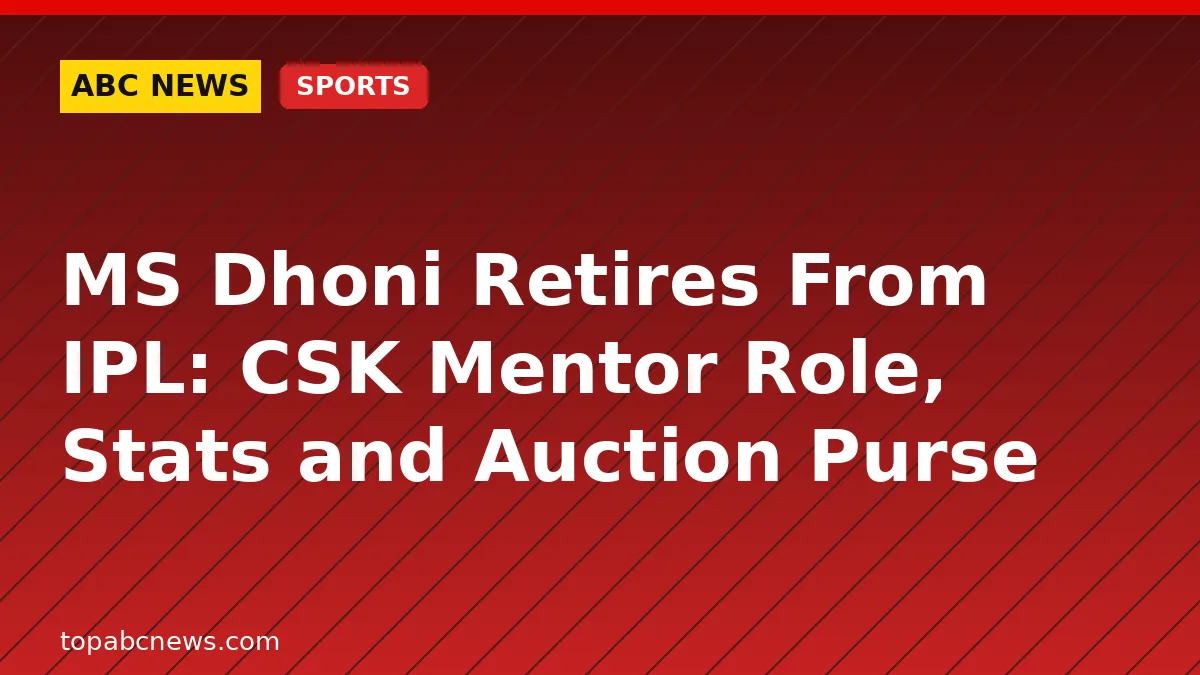 ABC NEWS SPORTS
MS Dhoni Retires From
IPL: CSK Mentor Role,
Stats and Auction Purse
topabcnews.com